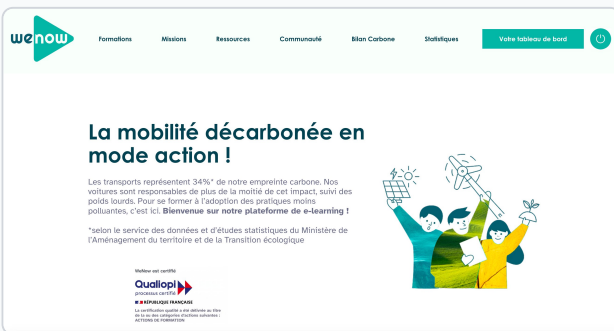 wenow
Formations Missions Ressources Communauté Bilan Carbone Statistiques Votre tableau de bord
La mobilité décarbonée en
mode action !
Les transports représentent 34%* de notre empreinte carbone. Nos
voitures sont responsables de plus de la moitié de cet impact, suivi des
poids lourds. Pour se former à l'adoption des pratiques moins
polluantes, c'est ici. Bienvenue sur notre plateforme de e-learning !
*selon le service des données et d'études statistiques du Ministère de
l'Aménagement du territoire et de la Transition écologique
WeNow est certifié
Qualiopi
processus certifié
RÉPUBLIQUE FRANÇAISE
La certification qualité a été délivrée au titre
de la ou des catégories d'actions suivantes :
ACTIONS DE FORMATION